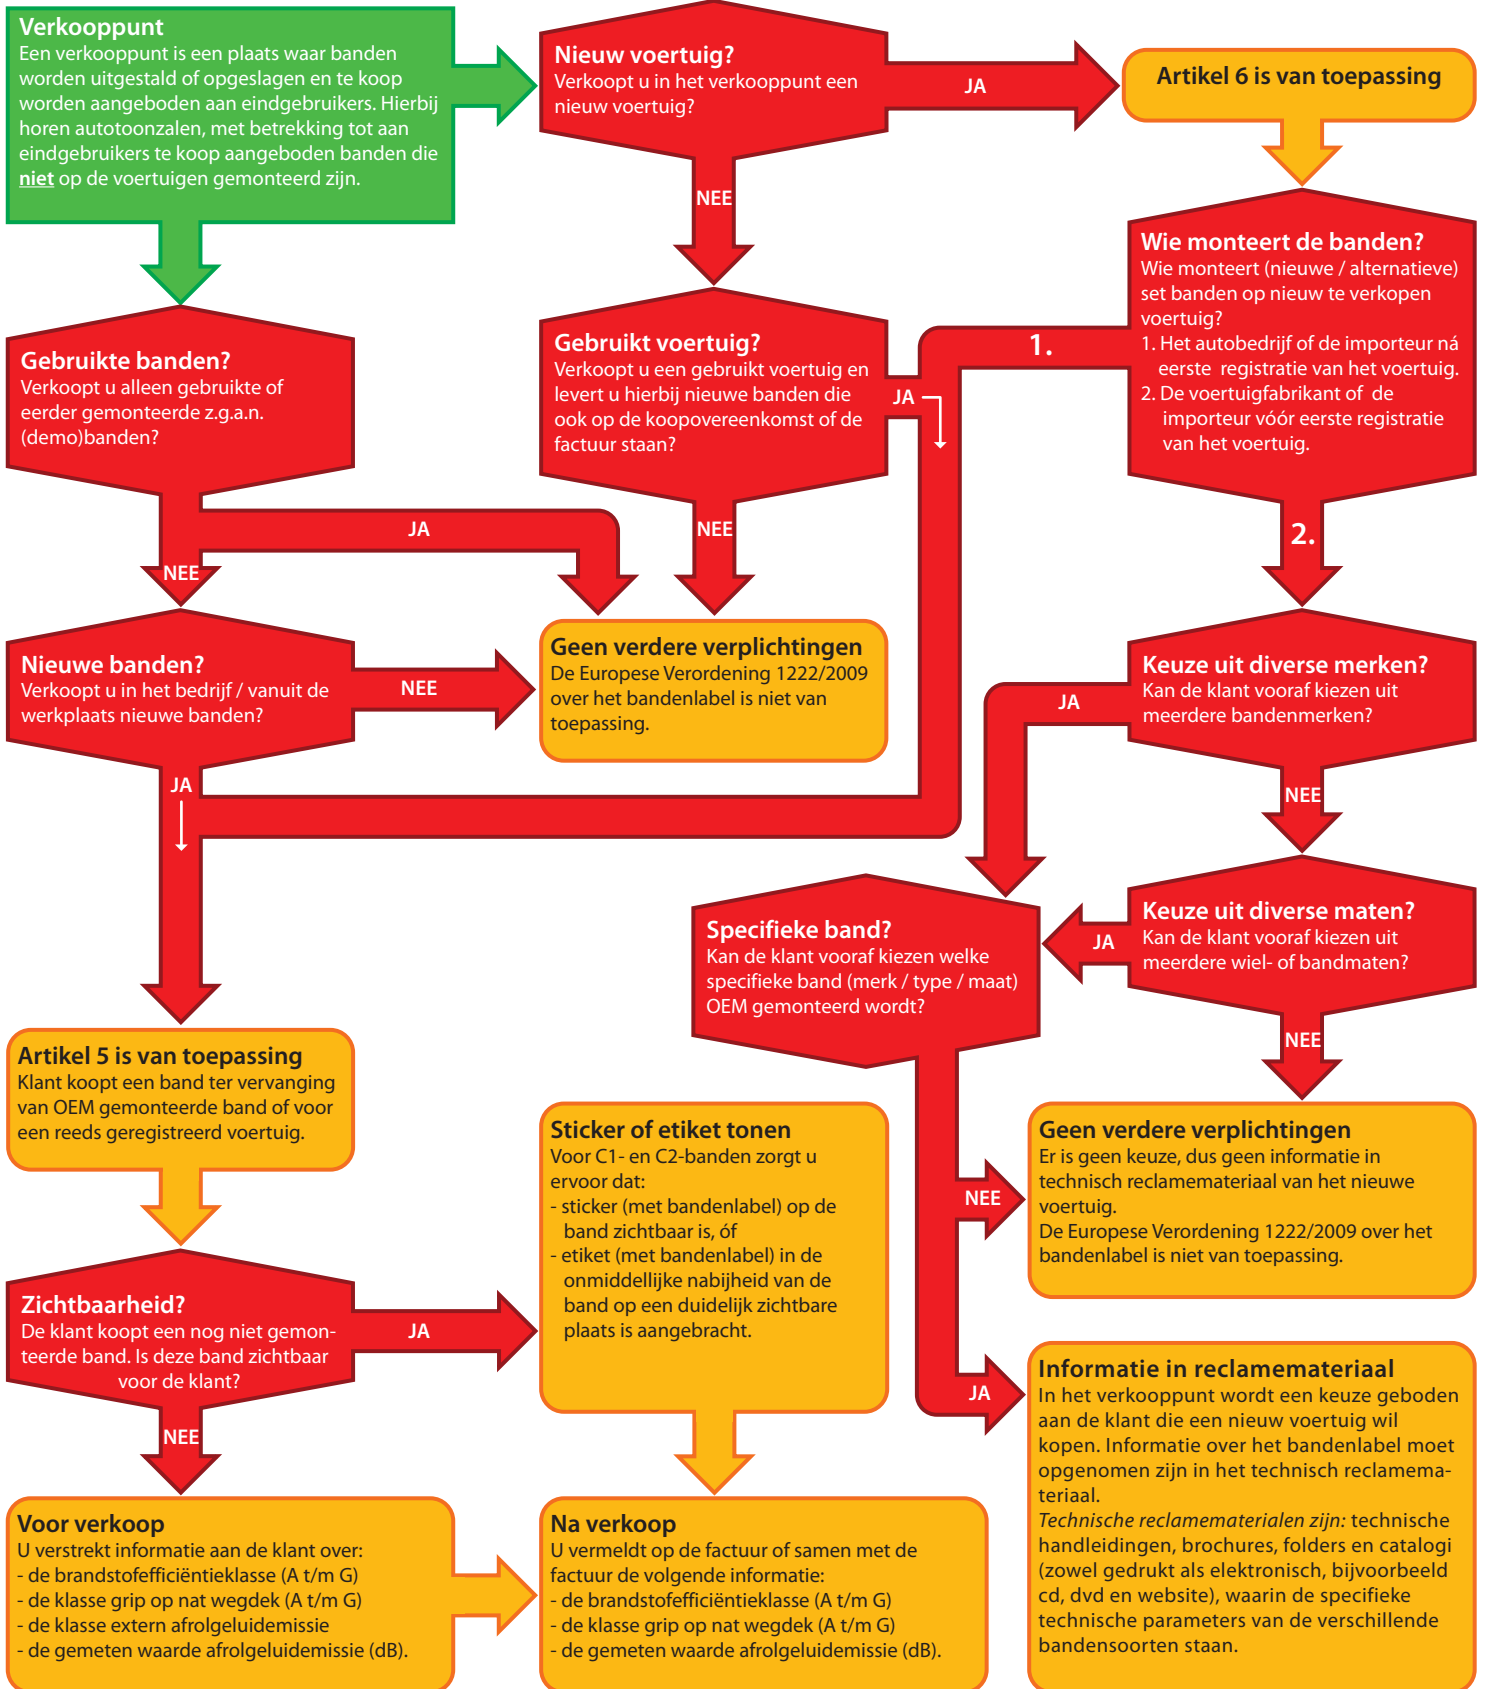 Verkooppunt
Een verkooppunt is een plaats waar banden
worden uitgestald of opgeslagen en te koop
worden aangeboden aan eindgebruikers. Hierbij
horen autotoonzalen, met betrekking tot aan
eindgebruikers te koop aangeboden banden die
niet op de voertuigen gemonteerd zijn.
Nieuw voertuig?
Verkoopt u in het verkooppunt een
nieuw voertuig?
JA
Artikel 6 is van toepassing
NEE
Wie monteert de banden?
Wie monteert (nieuwe / alternatieve)
set banden op nieuw te verkopen
voertuig?
1. Het autobedrijf of de importeur ná
eerste registratie van het voertuig.
2. De voertuigfabrikant of de
importeur vóór eerste registratie
van het voertuig.
1.
2.
Gebruikte banden?
Verkoopt u alleen gebruikte of
eerder gemonteerde z.g.a.n.
(demo)banden?
JA
NEE
Gebruikt voertuig?
Verkoopt u een gebruikt voertuig en
levert u hierbij nieuwe banden die
ook op de koopovereenkomst of de
factuur staan?
JA
NEE
Nieuwe banden?
Verkoopt u in het bedrijf / vanuit de
werkplaats nieuwe banden?
NEE
JA
Geen verdere verplichtingen
De Europese Verordening 1222/2009
over het bandenlabel is niet van
toepassing.
Keuze uit diverse merken?
Kan de klant vooraf kiezen uit
meerdere bandenmerken?
JA
NEE
Keuze uit diverse maten?
Kan de klant vooraf kiezen uit
meerdere wiel- of bandmaten?
JA
NEE
Specifieke band?
Kan de klant vooraf kiezen welke
specifieke band (merk / type / maat)
OEM gemonteerd wordt?
NEE
JA
Artikel 5 is van toepassing
Klant koopt een band ter vervanging
van OEM gemonteerde band of voor
een reeds geregistreerd voertuig.
Sticker of etiket tonen
Voor C1- en C2-banden zorgt u
ervoor dat:
- sticker (met bandenlabel) op de
band zichtbaar is, óf
- etiket (met bandenlabel) in de
onmiddellijke nabijheid van de
band op een duidelijk zichtbare
plaats is aangebracht.
Geen verdere verplichtingen
Er is geen keuze, dus geen informatie in
technisch reclamemateriaal van het nieuwe
voertuig.
De Europese Verordening 1222/2009 over het
bandenlabel is niet van toepassing.
Zichtbaarheid?
De klant koopt een nog niet gemon-
teerde band. Is deze band zichtbaar
voor de klant?
JA
NEE
Informatie in reclamemateriaal
In het verkooppunt wordt een keuze geboden
aan de klant die een nieuw voertuig wil
kopen. Informatie over het bandenlabel moet
opgenomen zijn in het technisch reclamema-
teriaal.
Technische reclamematerialen zijn: technische
handleidingen, brochures, folders en catalogi
(zowel gedrukt als elektronisch, bijvoorbeeld
cd, dvd en website), waarin de specifieke
technische parameters van de verschillende
bandensoorten staan.
Voor verkoop
U verstrekt informatie aan de klant over:
- de brandstofefficiëntieklasse (A t/m G)
- de klasse grip op nat wegdek (A t/m G)
- de klasse extern afrolgeluidemissie
- de gemeten waarde afrolgeluidemissie (dB).
Na verkoop
U vermeldt op de factuur of samen met de
factuur de volgende informatie:
- de brandstofefficiëntieklasse (A t/m G)
- de klasse grip op nat wegdek (A t/m G)
- de gemeten waarde afrolgeluidemissie (dB).